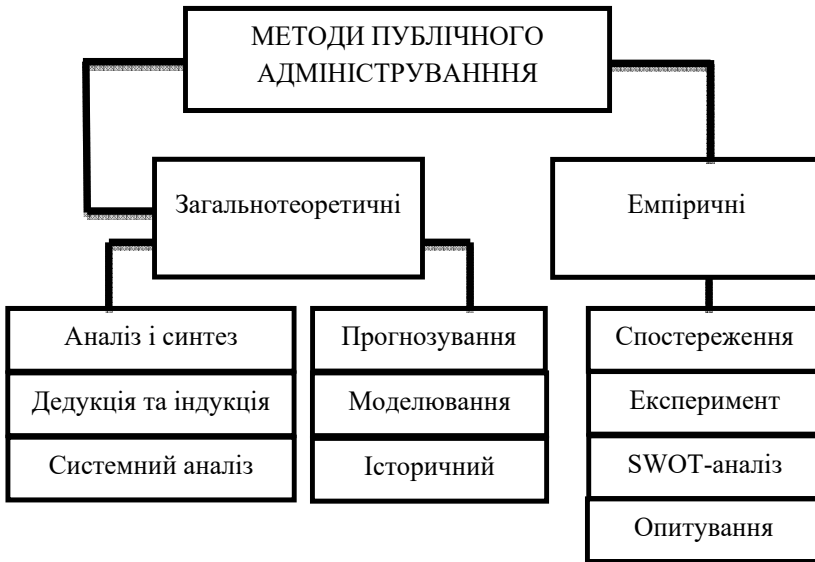 МЕТОДИ ПУБЛІЧНОГО
АДМІНІСТРУВАНННЯ
Загальнотеоретичні
Емпіричні
Аналіз і синтез
Дедукція та індукція
Системний аналіз
Прогнозування
Моделювання
Історичний
Спостереження
Експеримент
SWOT-аналіз
Опитування